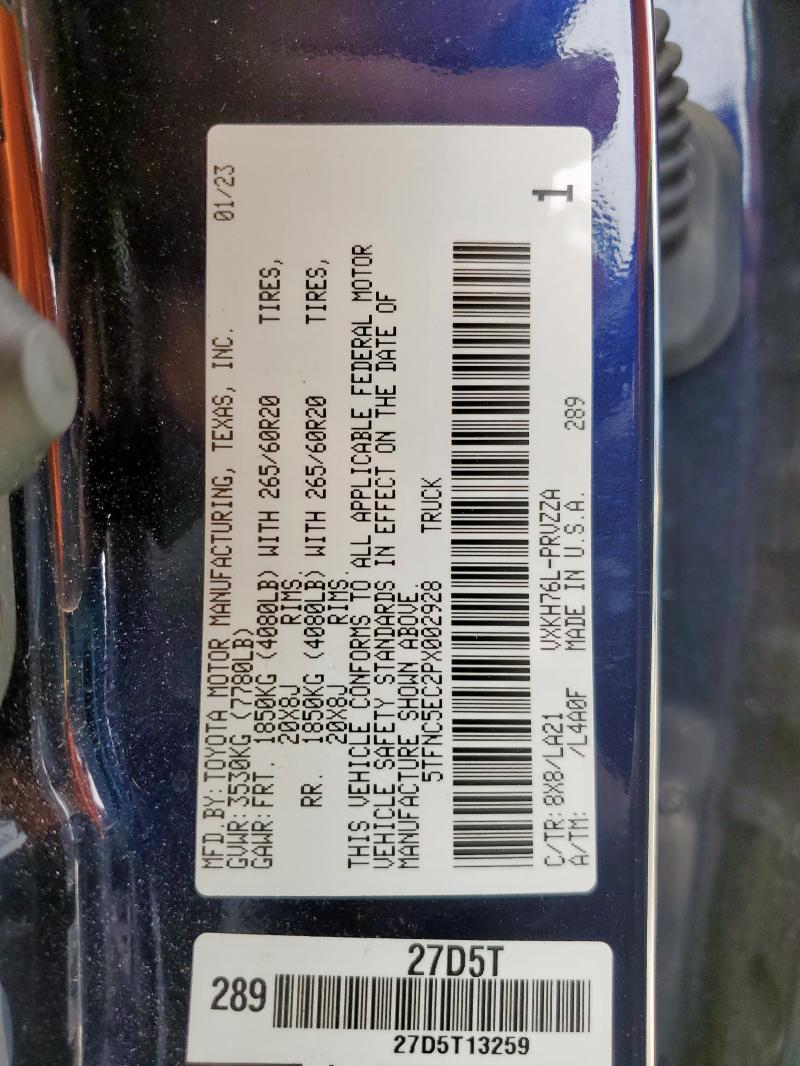 01/23
MFD BY: TOYOTA MOTOR MANUFACTURING, TEXAS, INC.
GVWR: 3530KG (7780LB)
GAWR: FRT. 1850KG (4080LB) WITH 265/60R20 TIRES,
20X8J RIMS.
RR. 1850KG (4080LB) WITH 265/60R20 TIRES,
20X8J RIMS.
THIS VEHICLE CONFORMS TO ALL APPLICABLE FEDERAL MOTOR
VEHICLE SAFETY STANDARDS IN EFFECT ON THE DATE OF
MANUFACTURE SHOWN ABOVE.
5TFNC5EC2PX002928 TRUCK
1
C/TR: 8X8/LA21 VXKH76L-PRVZZA 289
A/TM: /L4A0F MADE IN U.S.A.
27D5T
289
27D5T13259